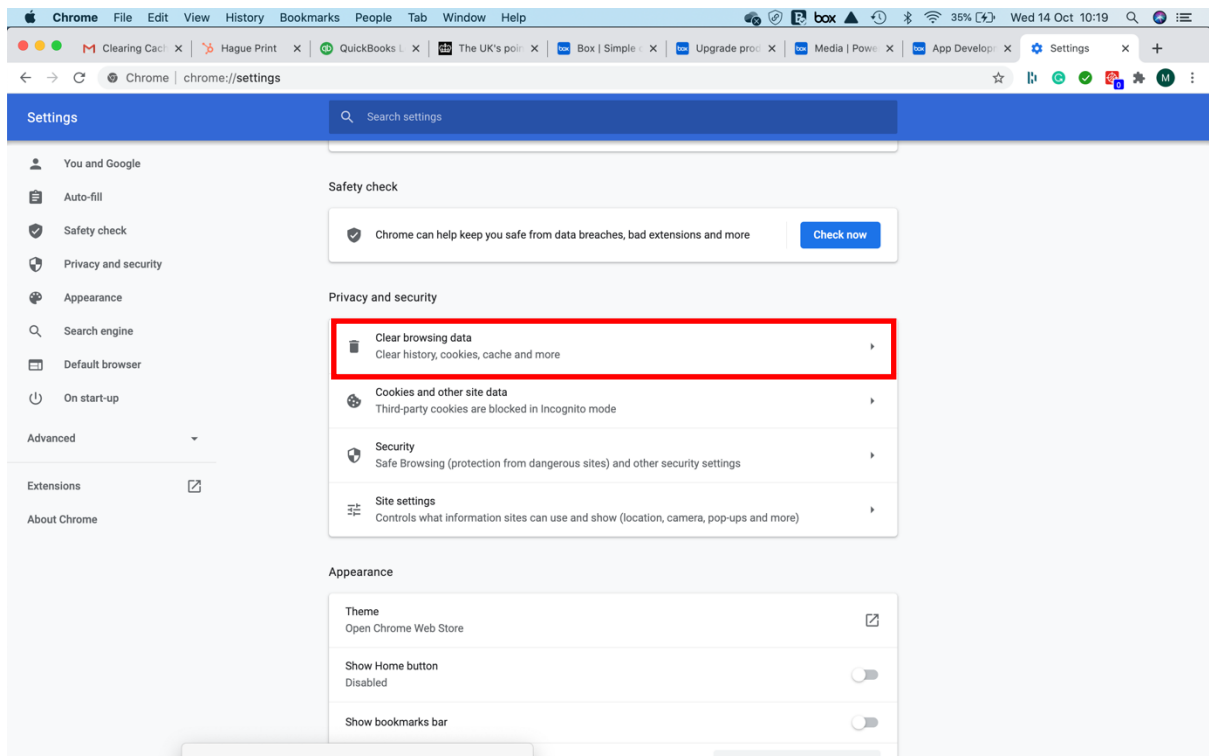 Chrome File Edit View History Bookmarks People Tab Window Help box 35% Wed 14 Oct 10:19
Clearing Cach Hague Print QuickBooks L The UK's poin Box | Simple c Upgrade prod Media | Powe App Developr Settings
Chrome chrome://settings 0 M
Settings Search settings
You and Google
Auto-fill
Safety check
Privacy and security
Appearance
Search engine
Default browser
On start-up
Advanced
Extensions
About Chrome
Safety check
Chrome can help keep you safe from data breaches, bad extensions and more Check now
Privacy and security
Clear browsing data
Clear history, cookies, cache and more
Cookies and other site data
Third-party cookies are blocked in Incognito mode
Security
Safe Browsing (protection from dangerous sites) and other security settings
Site settings
Controls what information sites can use and show (location, camera, pop-ups and more)
Appearance
Theme
Open Chrome Web Store
Show Home button
Disabled
Show bookmarks bar